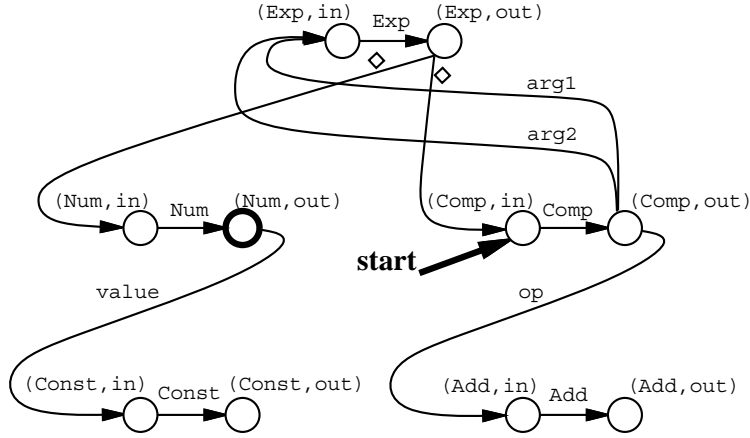 (Exp,in) Exp (Exp,out)
◇ ◇
arg1
arg2
(Num,in) Num (Num,out) (Comp,in) Comp (Comp,out)
start
value op
(Const,in) Const (Const,out) (Add,in) Add (Add,out)